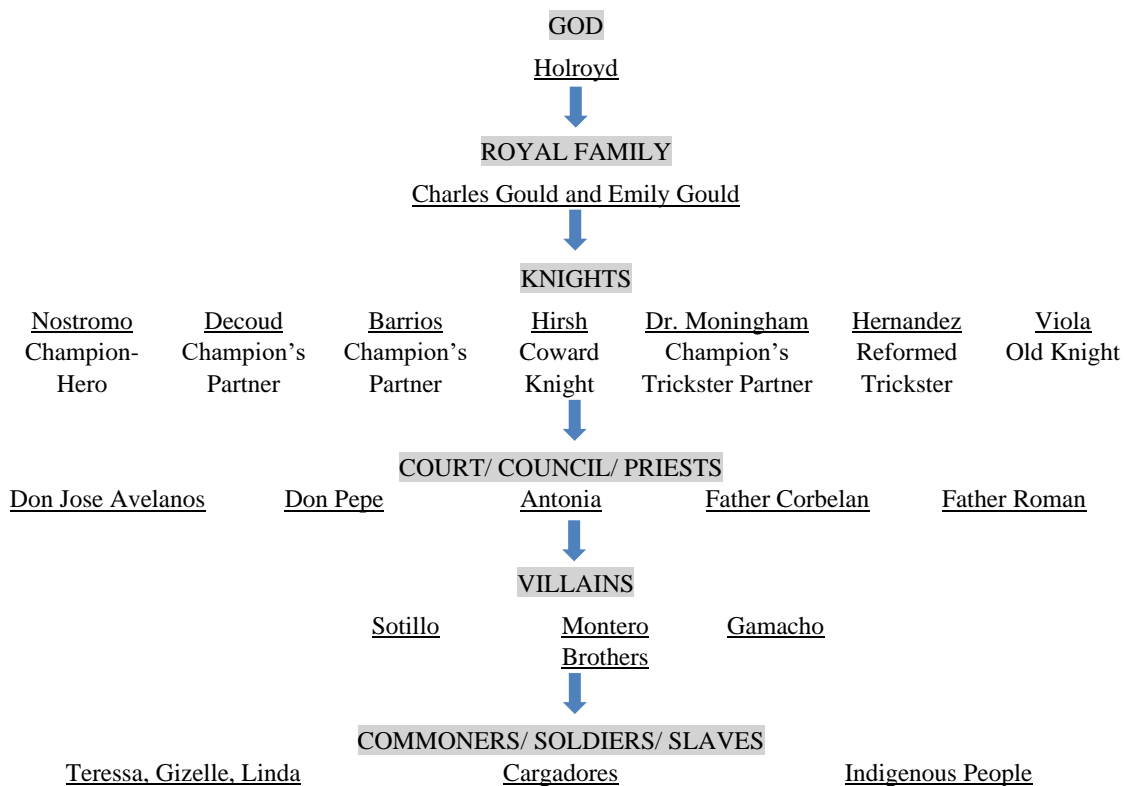 GOD
Holroyd
ROYAL FAMILY
Charles Gould and Emily Gould
KNIGHTS
Nostromo Decoud Barrios Hirsh Dr. Moningham Hernandez Viola
Champion- Champion's Champion's Coward Champion's Reformed Old Knight
Hero Partner Partner Knight Trickster Partner Trickster
COURT/ COUNCIL/ PRIESTS
Don Jose Avelanos Don Pepe Antonia Father Corbelan Father Roman
VILLAINS
Sotillo Montero Gamacho
Brothers
COMMONERS/ SOLDIERS/ SLAVES
Teressa, Gizelle, Linda Cargadores Indigenous People